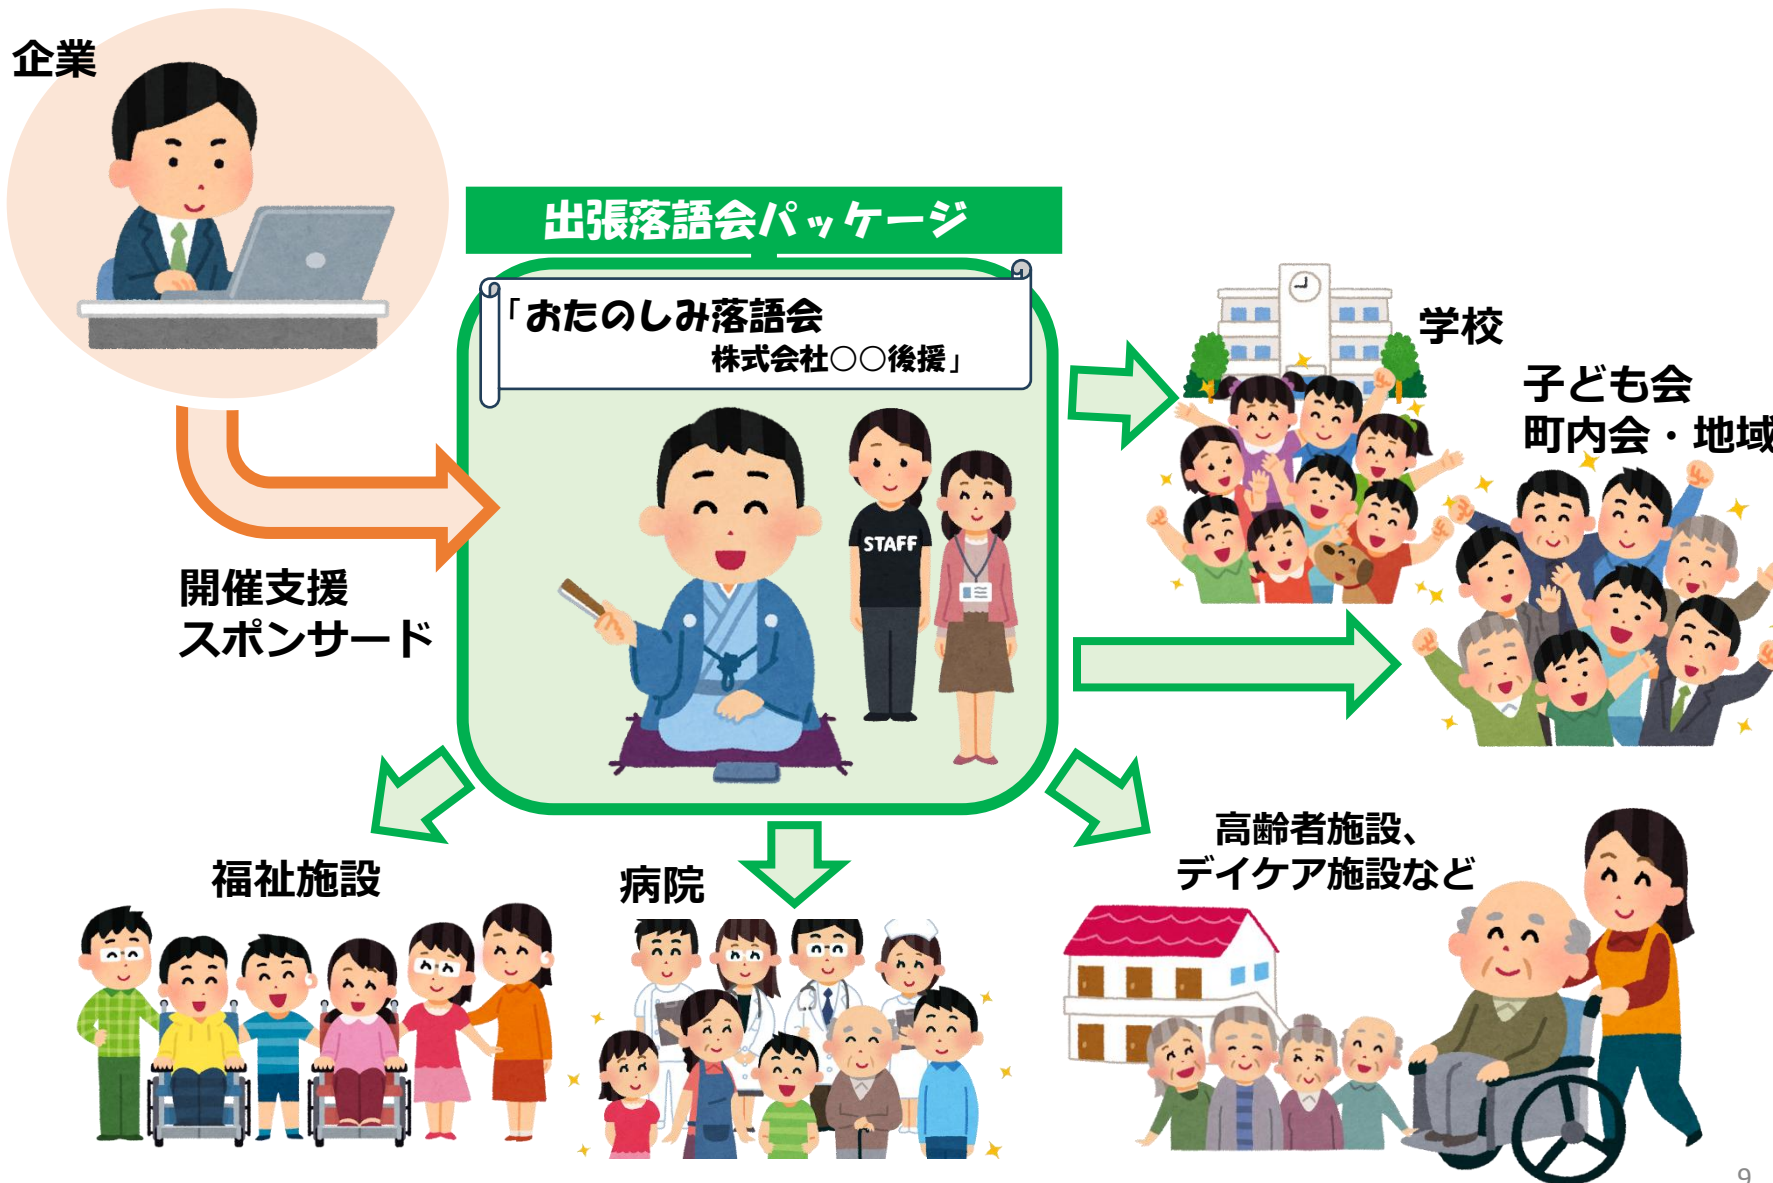 企業
出張落語会パッケージ
「おたのしみ落語会
株式会社○○後援」
STAFF
開催支援
スポンサード
学校
子ども会
町内会・地域
福祉施設
病院
高齢者施設、
デイケア施設など
9